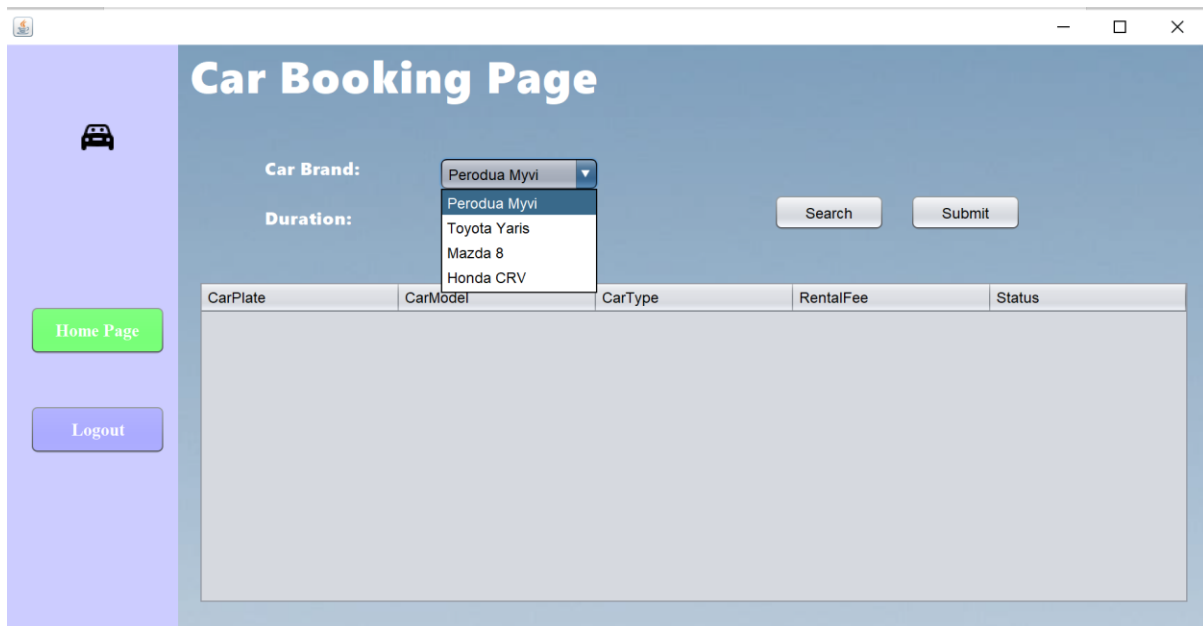 Car Booking Page
Car Brand:
Perodua Myvi
Perodua Myvi
Toyota Yaris
Mazda 8
Honda CRV
Duration:
Search Submit
CarPlate CarModel CarType RentalFee Status
Home Page
Logout